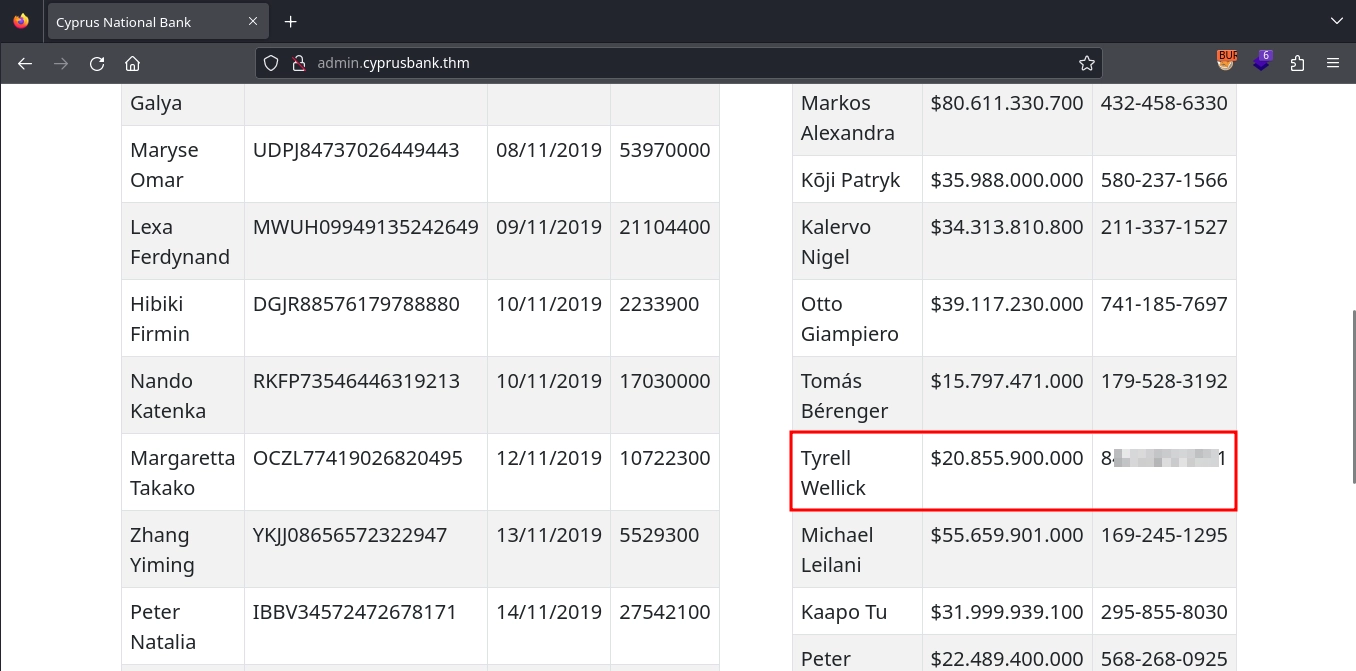 Cyprus National Bank
BUR
6
admin.cyprusbank.thm
Galya
Maryse
Omar
UDPJ84737026449443
08/11/2019
53970000
Lexa
Ferdynand
MWUH09949135242649
09/11/2019
21104400
Hibiki
Firmin
DGJR88576179788880
10/11/2019
2233900
Nando
Katenka
RKFP73546446319213
10/11/2019
17030000
Margaretta
Takako
OCZL77419026820495
12/11/2019
10722300
Zhang
Yiming
YKJJ08656572322947
13/11/2019
5529300
Peter
Natalia
IBBV34572472678171
14/11/2019
27542100
Markos
Alexandra
$80.611.330.700
432-458-6330
Kōji Patryk
$35.988.000.000
580-237-1566
Kalervo
Nigel
$34.313.810.800
211-337-1527
Otto
Giampiero
$39.117.230.000
741-185-7697
Tomás
Bérenger
$15.797.471.000
179-528-3192
Tyrell
Wellick
$20.855.900.000
Michael
Leilani
$55.659.901.000
169-245-1295
Kaapo Tu
$31.999.939.100
295-855-8030
Peter
$22.489.400.000
568-268-0925